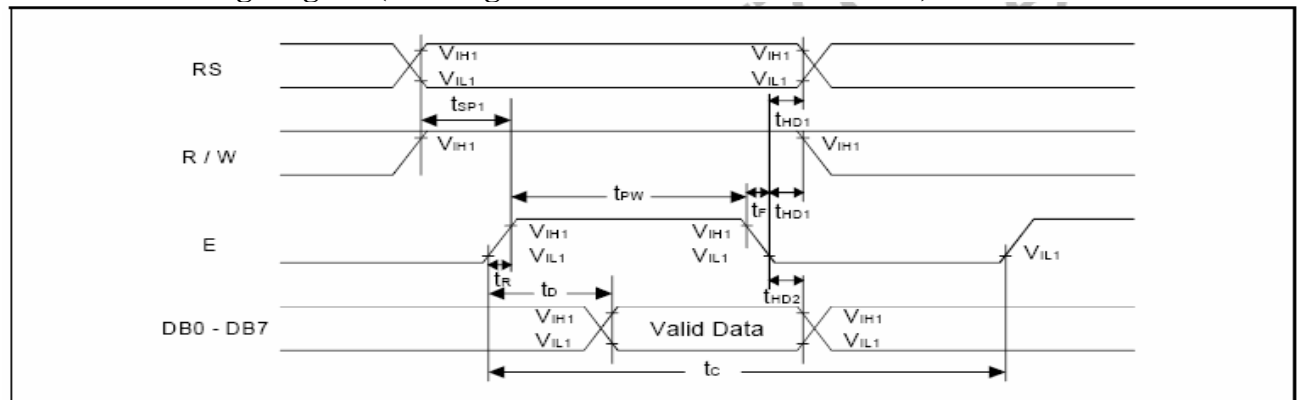 RS
VIH1
VIL1
VIH1
VIL1
tSP1
tHD1
R / W
VIH1
VIH1
tPW
tF
tHD1
E
VIH1
VIL1
VIH1
VIL1
VIL1
tR
tD
tHD2
DB0 - DB7
VIH1
VIL1
Valid Data
VIH1
VIL1
tC